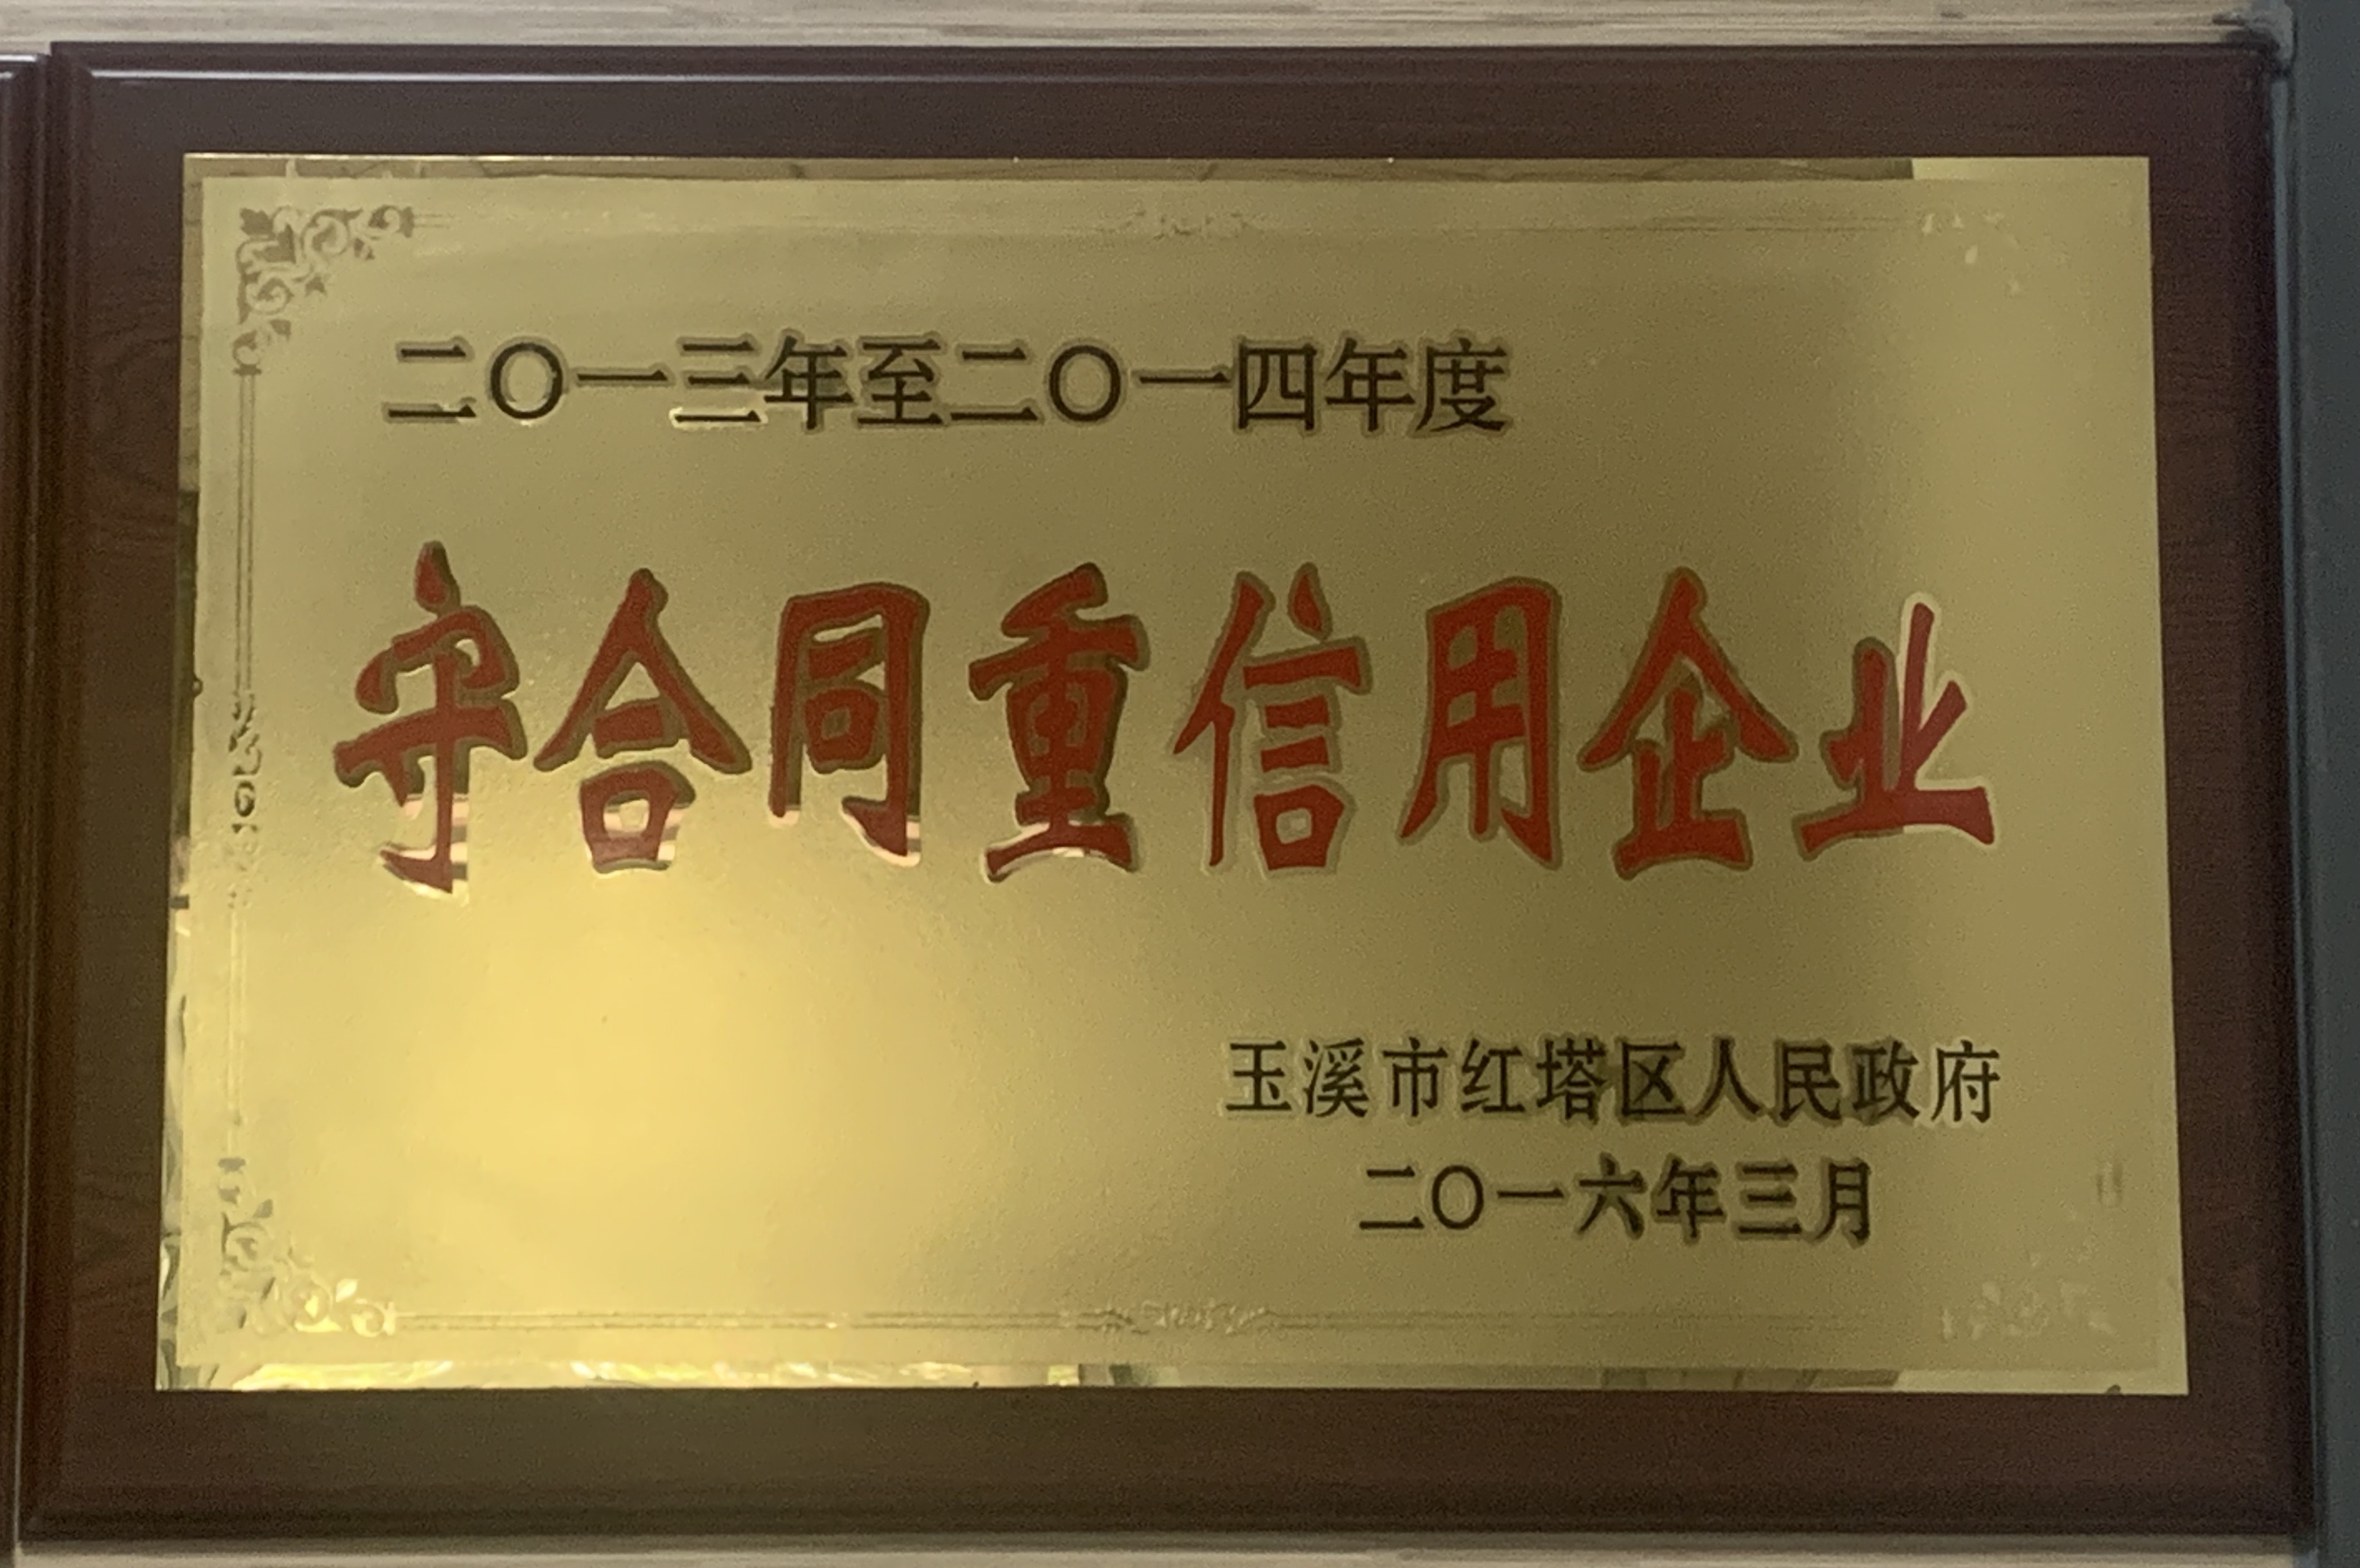 二〇一三年至二〇一四年度
守合同重信用企业
玉溪市红塔区人民政府
二〇一六年三月